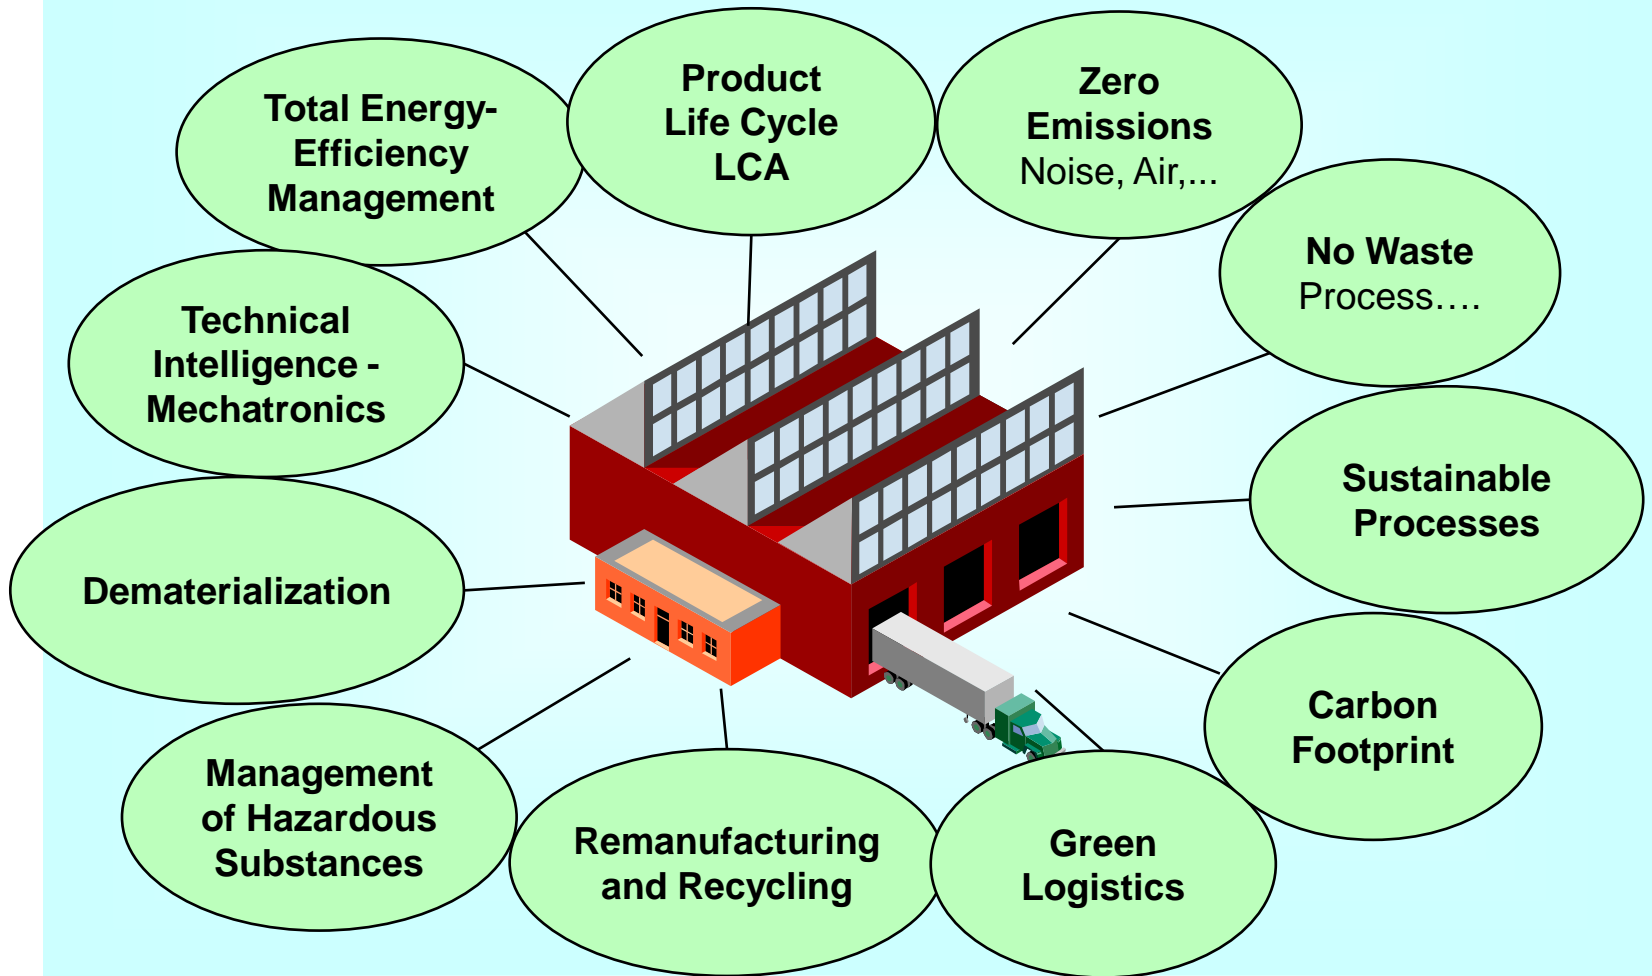 Total Energy-
Efficiency
Management
Product
Life Cycle
LCA
Zero
Emissions
Noise, Air,...
No Waste
Process….
Technical
Intelligence -
Mechatronics
Sustainable
Processes
Dematerialization
Carbon
Footprint
Management
of Hazardous
Substances
Remanufacturing
and Recycling
Green
Logistics